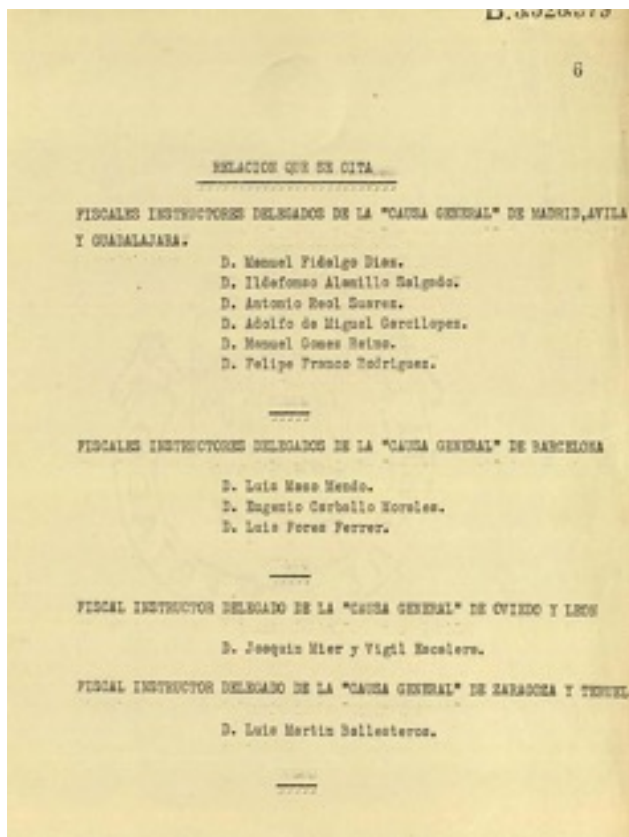 6
RELACION QUE SE CITA
FISCALES INSTRUCTORES DELEGADOS DE LA "CAUSA GENERAL" DE MADRID,AVILA
Y GUADALAJARA.
D. Manuel Fidalgo Dias.
D. Ildefonso Alamillo Salgado.
D. Antonio Reol Suarez.
D. Adolfo de Miguel Garcilopez.
D. Manuel Gomez Reino.
D. Felipe Franco Rodriguez.
FISCALES INSTRUCTORES DELEGADOS DE LA "CAUSA GENERAL" DE BARCELONA
D. Luis Maso Mendo.
D. Eugenio Carballo Morales.
D. Luis Pores Ferrer.
FISCAL INSTRUCTOR DELEGADO DE LA "CAUSA GENERAL" DE OVIEDO Y LEON
D. Joaquin Mier y Vigil Escalera.
FISCAL INSTRUCTOR DELEGADO DE LA "CAUSA GENERAL" DE ZARAGOZA Y TERUEL
D. Luis Martin Ballesteros.